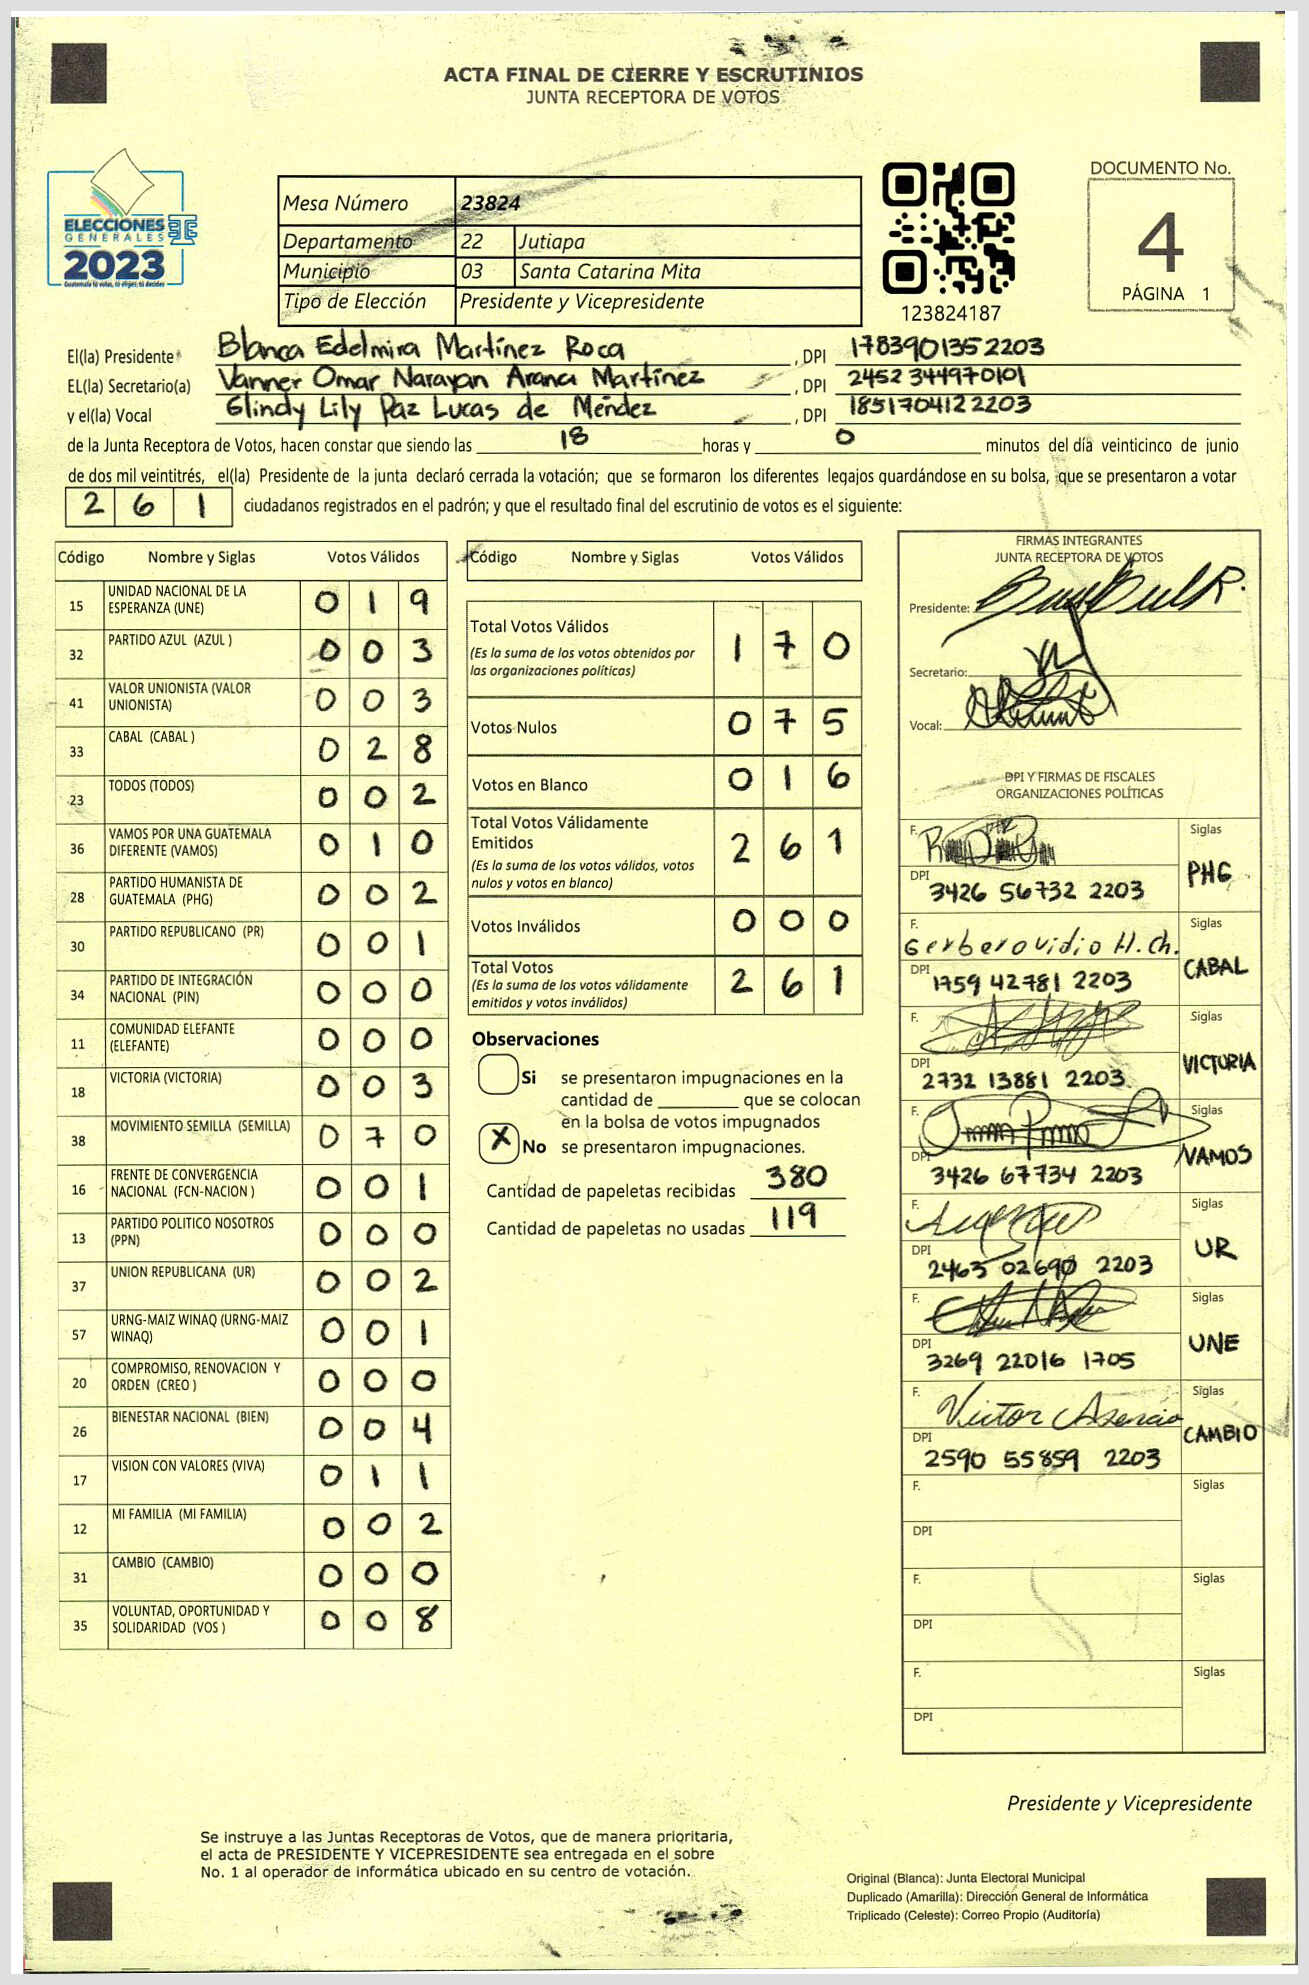 ACTA FINAL DE CIERRE Y ESCRUTINIOS
JUNTA RECEPTORA DE VOTOS
ELECCIONES
GENERALES
2023
Guatemala tú votas, tú eliges, tú decides
Mesa Número 23824
Departamento 22 Jutiapa
Municipio 03 Santa Catarina Mita
Tipo de Elección Presidente y Vicepresidente
123824187
DOCUMENTO No.
4
PÁGINA 1
El(la) Presidente Blanca Edelmira Martínez Roca , DPI 1783901352203
EL(la) Secretario(a) Vanner Omar Narayan Arana Martínez , DPI 2452344970101
y el(la) Vocal Glindy Lily Paz Lucas de Méndez , DPI 1851704122203
de la Junta Receptora de Votos, hacen constar que siendo las 18 horas y 0 minutos del día veinticinco de junio
de dos mil veintitrés, el(la) Presidente de la junta declaró cerrada la votación; que se formaron los diferentes legajos guardándose en su bolsa, que se presentaron a votar
2 6 1 ciudadanos registrados en el padrón; y que el resultado final del escrutinio de votos es el siguiente:
Código Nombre y Siglas Votos Válidos
15 UNIDAD NACIONAL DE LA ESPERANZA (UNE) 0 1 9
32 PARTIDO AZUL (AZUL ) 0 0 3
41 VALOR UNIONISTA (VALOR UNIONISTA) 0 0 3
33 CABAL (CABAL ) 0 2 8
23 TODOS (TODOS) 0 0 2
36 VAMOS POR UNA GUATEMALA DIFERENTE (VAMOS) 0 1 0
28 PARTIDO HUMANISTA DE GUATEMALA (PHG) 0 0 2
30 PARTIDO REPUBLICANO (PR) 0 0 1
34 PARTIDO DE INTEGRACIÓN NACIONAL (PIN) 0 0 0
11 COMUNIDAD ELEFANTE (ELEFANTE) 0 0 0
18 VICTORIA (VICTORIA) 0 0 3
38 MOVIMIENTO SEMILLA (SEMILLA) 0 7 0
16 FRENTE DE CONVERGENCIA NACIONAL (FCN-NACION ) 0 0 1
13 PARTIDO POLITICO NOSOTROS (PPN) 0 0 0
37 UNION REPUBLICANA (UR) 0 0 2
57 URNG-MAIZ WINAQ (URNG-MAIZ WINAQ) 0 0 1
20 COMPROMISO, RENOVACION Y ORDEN (CREO ) 0 0 0
26 BIENESTAR NACIONAL (BIEN) 0 0 4
17 VISION CON VALORES (VIVA) 0 1 1
12 MI FAMILIA (MI FAMILIA) 0 0 2
31 CAMBIO (CAMBIO) 0 0 0
35 VOLUNTAD, OPORTUNIDAD Y SOLIDARIDAD (VOS ) 0 0 8
Código Nombre y Siglas Votos Válidos
Total Votos Válidos 1 7 0
(Es la suma de los votos obtenidos por
las organizaciones políticas)
Votos Nulos 0 7 5
Votos en Blanco 0 1 6
Total Votos Válidamente
Emitidos 2 6 1
(Es la suma de los votos válidos, votos
nulos y votos en blanco)
Votos Inválidos 0 0 0
Total Votos 2 6 1
(Es la suma de los votos válidamente
emitidos y votos inválidos)
Observaciones
Si se presentaron impugnaciones en la
cantidad de ________ que se colocan
en la bolsa de votos impugnados
X No se presentaron impugnaciones.
Cantidad de papeletas recibidas 380
Cantidad de papeletas no usadas 119
FIRMAS INTEGRANTES
JUNTA RECEPTORA DE VOTOS
Presidente:
Secretario:
Vocal:
DPI Y FIRMAS DE FISCALES
ORGANIZACIONES POLÍTICAS
F. Siglas
PHG
DPI 3426 56732 2203
F. Gerberovidio H. Ch. Siglas
CABAL
DPI 1759 42781 2203
F. Siglas
VICTORIA
DPI 2732 13881 2203
F. Siglas
VAMOS
DPI 3426 67734 2203
F. Siglas
UR
DPI 2463 02690 2203
F. Siglas
UNE
DPI 3269 22016 1705
F. Victor Asencio Siglas
CAMBIO
DPI 2590 55859 2203
F. Siglas
DPI
F. Siglas
DPI
F. Siglas
DPI
Presidente y Vicepresidente
Se instruye a las Juntas Receptoras de Votos, que de manera prioritaria,
el acta de PRESIDENTE Y VICEPRESIDENTE sea entregada en el sobre
No. 1 al operador de informática ubicado en su centro de votación.
Original (Blanca): Junta Electoral Municipal
Duplicado (Amarilla): Dirección General de Informática
Triplicado (Celeste): Correo Propio (Auditoría)